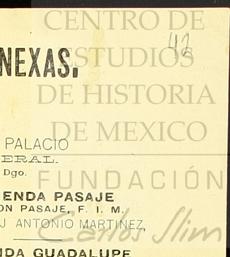 CENTRO DE
ESTUDIOS
42
NEXAS.
DE HISTORIA
DE MEXICO
PALACIO
ERAL.
Dgo.
FUNDACIÓN
ENDA PASAJE
ON PASAJE, F. I. M.
J ANTONIO MARTINEZ,
Carlos Slim
NDA GUADALUPE